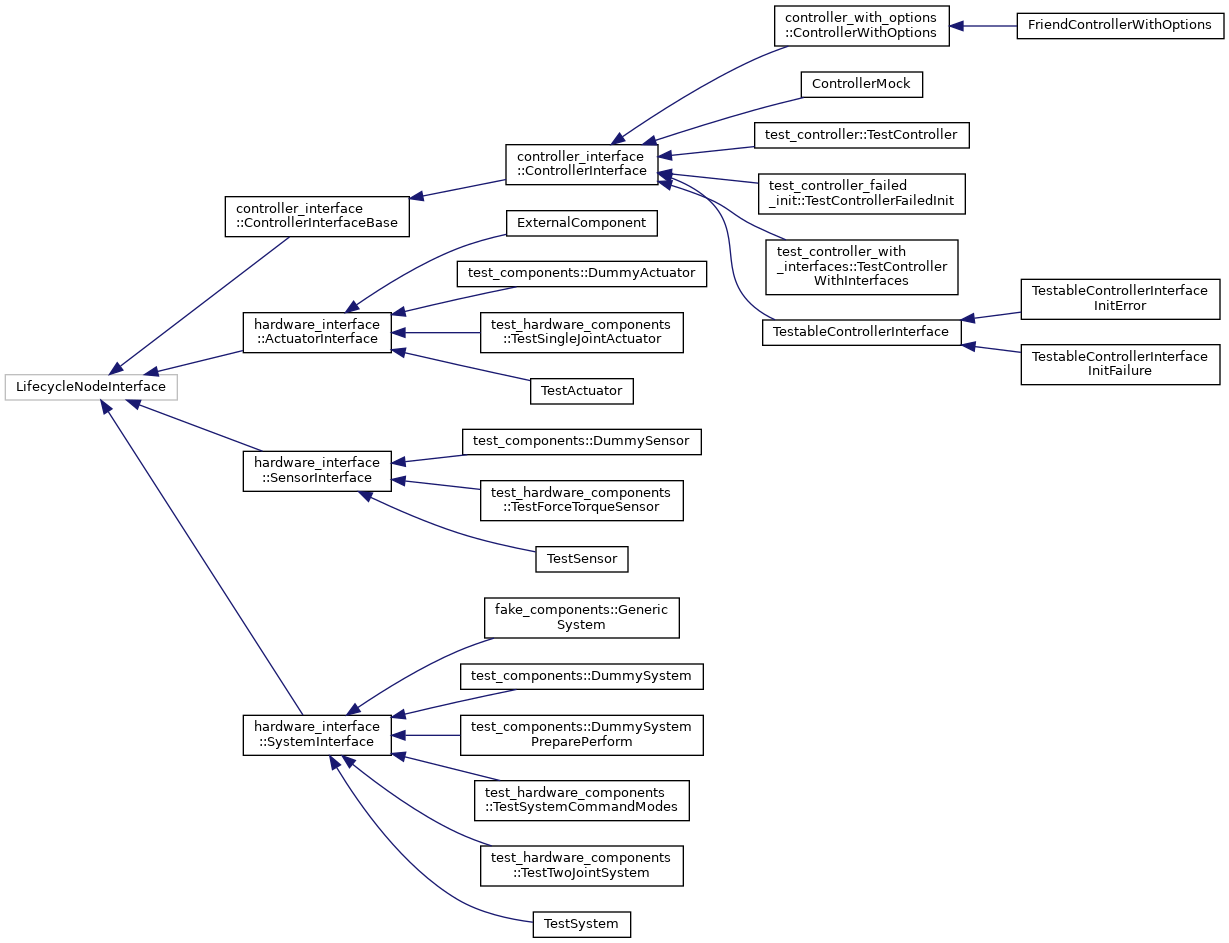 controller_with_options
::ControllerWithOptions
FriendControllerWithOptions
ControllerMock
test_controller::TestController
controller_interface
::ControllerInterface
test_controller_failed
_init::TestControllerFailedInit
controller_interface
::ControllerInterfaceBase
ExternalComponent
test_controller_with
_interfaces::TestController
WithInterfaces
test_components::DummyActuator
TestableControllerInterface
InitError
hardware_interface
::ActuatorInterface
test_hardware_components
::TestSingleJointActuator
TestableControllerInterface
TestableControllerInterface
InitFailure
LifecycleNodeInterface
TestActuator
test_components::DummySensor
hardware_interface
::SensorInterface
test_hardware_components
::TestForceTorqueSensor
TestSensor
fake_components::Generic
System
test_components::DummySystem
hardware_interface
::SystemInterface
test_components::DummySystem
PreparePerform
test_hardware_components
::TestSystemCommandModes
test_hardware_components
::TestTwoJointSystem
TestSystem